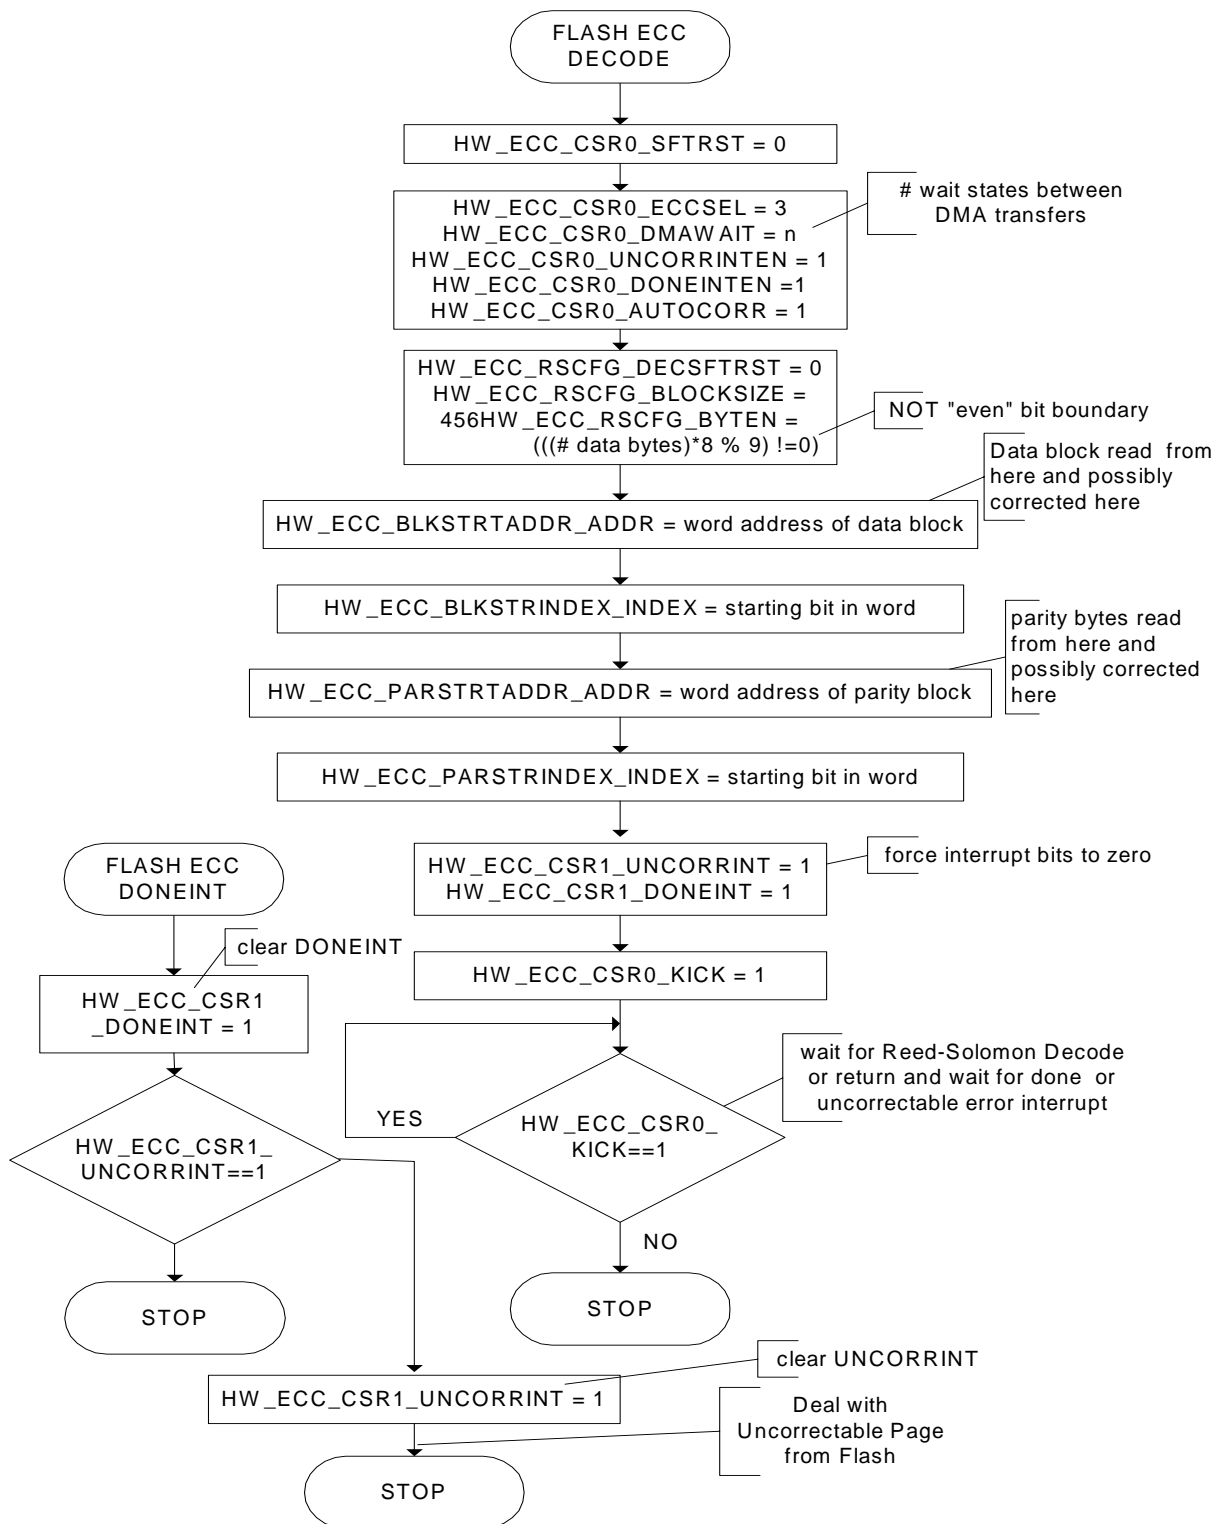 FLASH ECC
DECODE
HW_ECC_CSR0_SFTRST = 0
HW_ECC_CSR0_ECCSEL = 3
HW_ECC_CSR0_DMAWAIT = n
HW_ECC_CSR0_UNCORRINTEN = 1
HW_ECC_CSR0_DONEINTEN =1
HW_ECC_CSR0_AUTOCORR = 1
# wait states between
DMA transfers
HW_ECC_RSCFG_DECSFTRST = 0
HW_ECC_RSCFG_BLOCKSIZE =
456HW_ECC_RSCFG_BYTEN =
(((# data bytes)*8 % 9) !=0)
NOT "even" bit boundary
Data block read from
here and possibly
corrected here
HW_ECC_BLKSTRTADDR_ADDR = word address of data block
HW_ECC_BLKSTRINDEX_INDEX = starting bit in word
parity bytes read
from here and
possibly corrected
here
HW_ECC_PARSTRTADDR_ADDR = word address of parity block
HW_ECC_PARSTRINDEX_INDEX = starting bit in word
HW_ECC_CSR1_UNCORRINT = 1
HW_ECC_CSR1_DONEINT = 1
force interrupt bits to zero
FLASH ECC
DONEINT
clear DONEINT
HW_ECC_CSR1
_DONEINT = 1
HW_ECC_CSR0_KICK = 1
wait for Reed-Solomon Decode
or return and wait for done or
uncorrectable error interrupt
YES
HW_ECC_CSR0_
KICK==1
HW_ECC_CSR1_
UNCORRINT==1
NO
STOP
STOP
clear UNCORRINT
HW_ECC_CSR1_UNCORRINT = 1
Deal with
Uncorrectable Page
from Flash
STOP